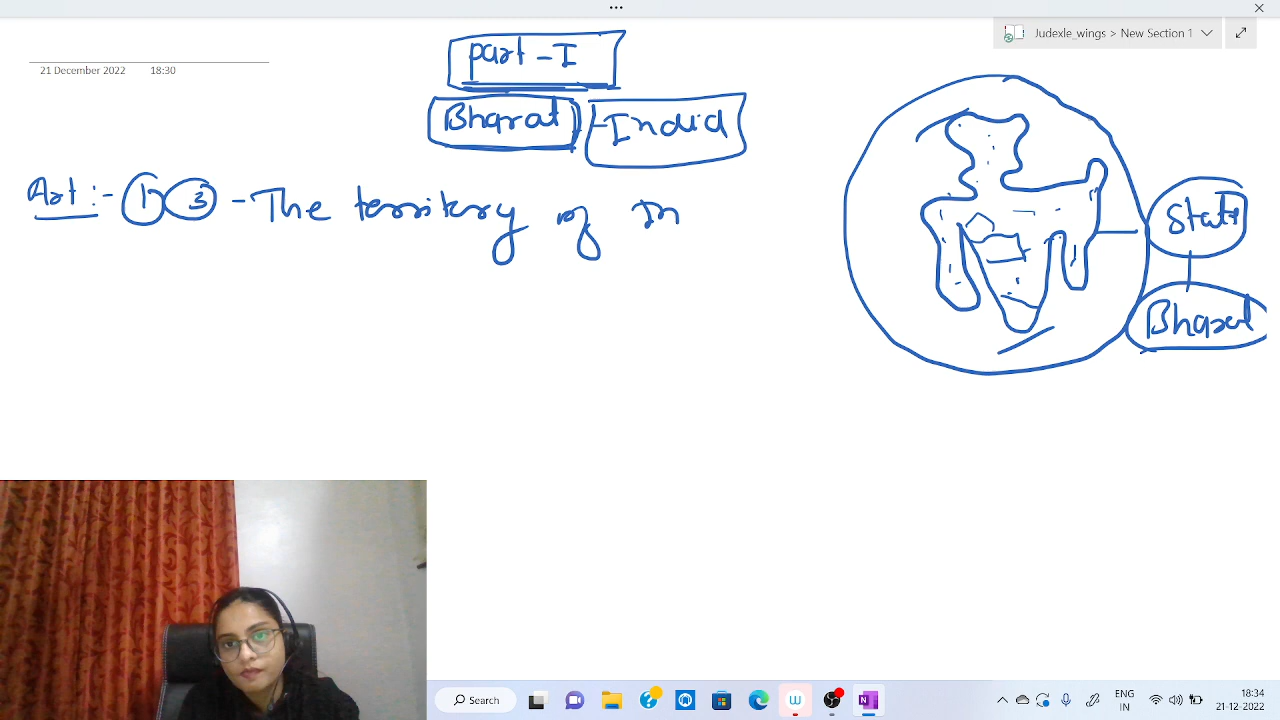 Juddle_wings > New Section 1
21 December 2022 18:30
Part - I
Bharat - India
Art :- 1 3 - The territory of In
State
Bharat
Search
ENG
IN
18:34
21-12-2022